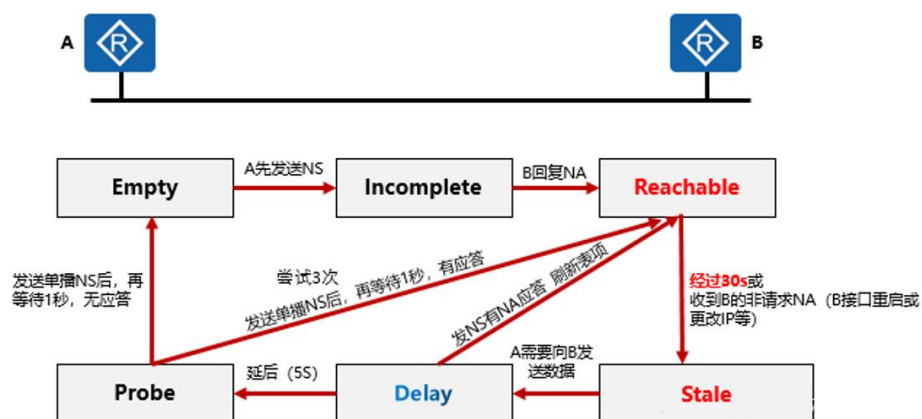 A
R
R
B
A先发送NS
B回复NA
Empty
Incomplete
Reachable
发送单播NS后，再
等待1秒，无应答
尝试3次
发送单播NS后，再等待1秒，有应答
发NS有NA应答 刷新表项
经过30s或
收到B的非请求NA（B接口重启或
更改IP等）
延后（5S）
A需要向B发
送数据
Probe
Delay
Stale